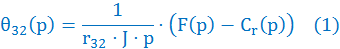 θ₃₂(p) = 1 / (r₃₂ · J · p) · (F(p) − Cᵣ(p)) (1)